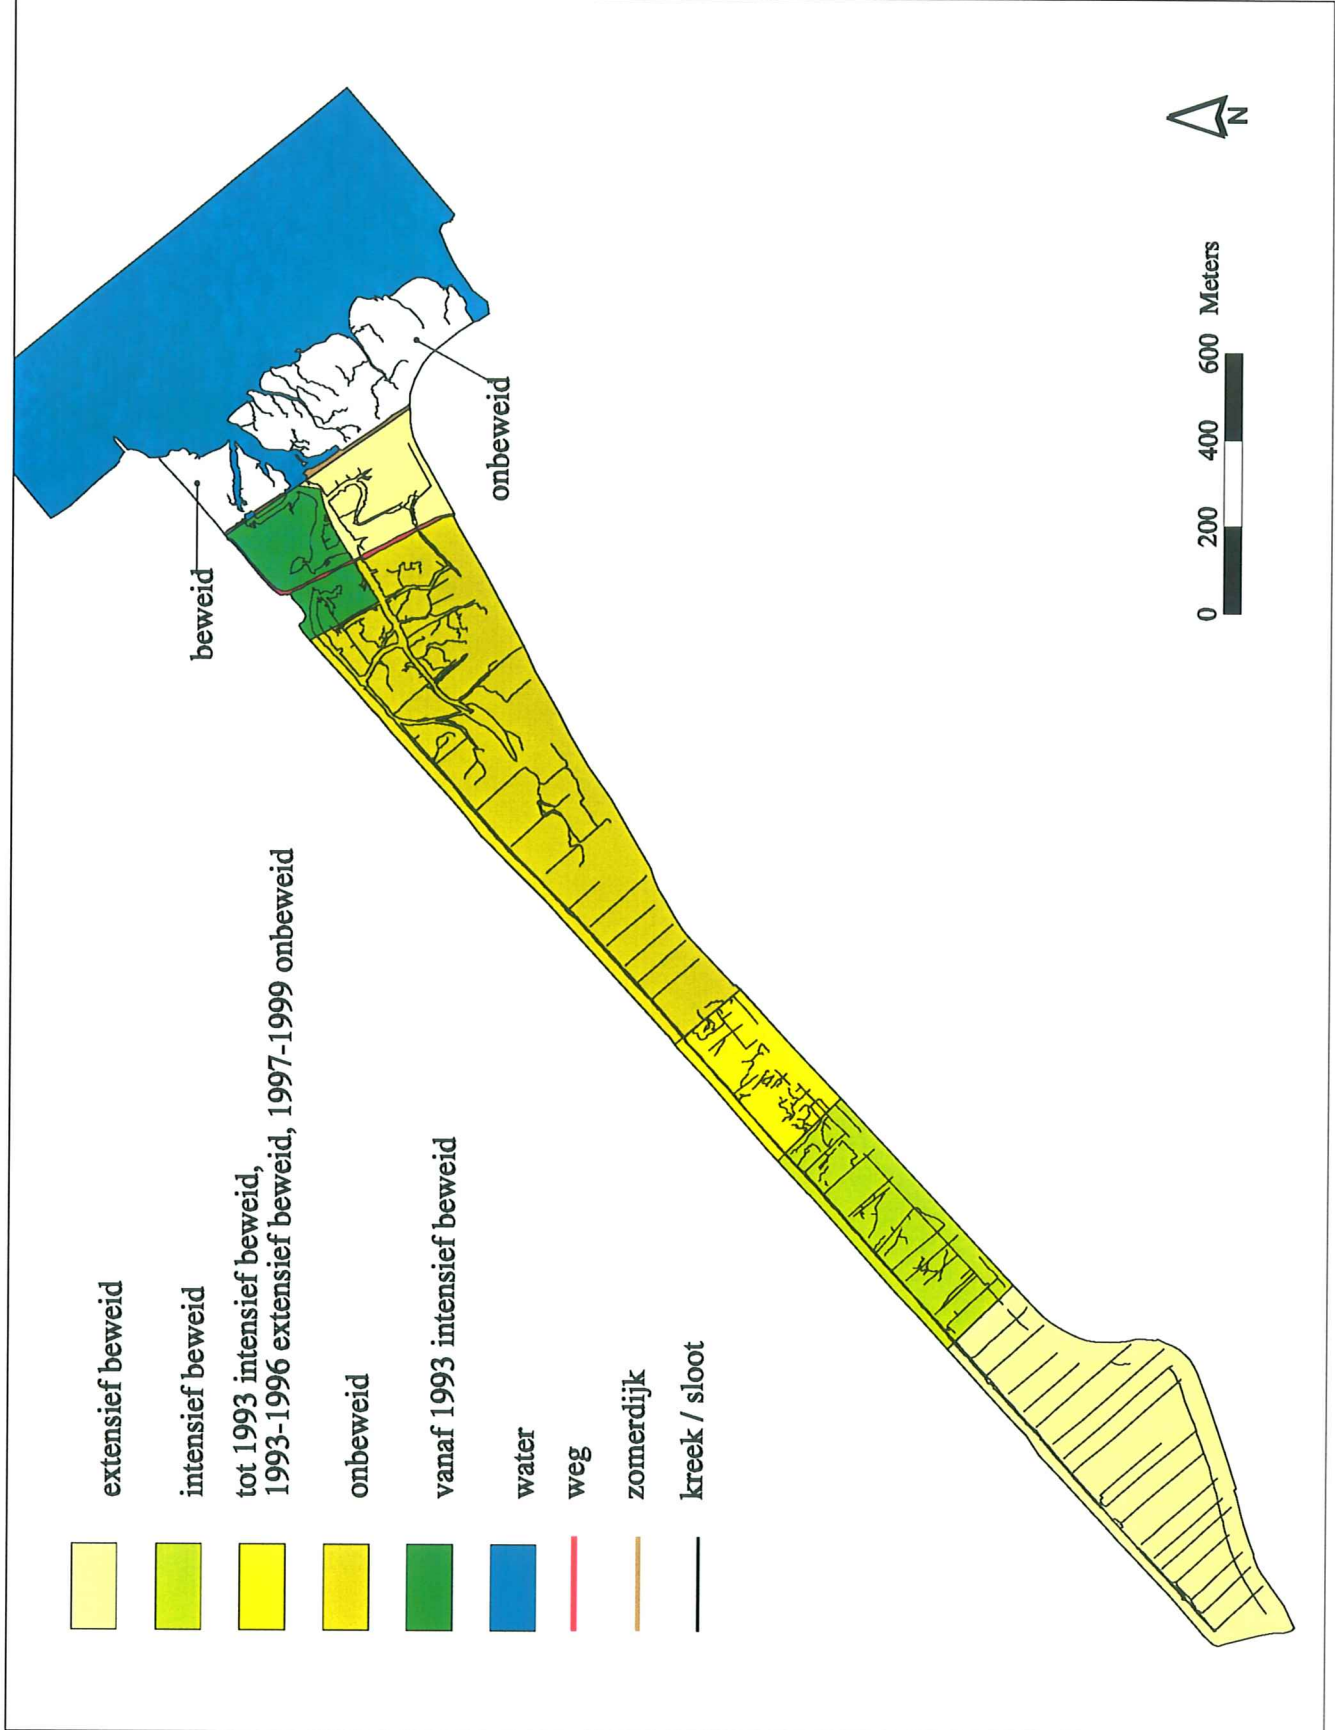 extensief beweid
intensief beweid
tot 1993 intensief beweid,
1993-1996 extensief beweid, 1997-1999 onbeweid
onbeweid
vanaf 1993 intensief beweid
water
weg
zomerdijk
kreek / sloot
beweid
onbeweid
0 200 400 600 Meters
N